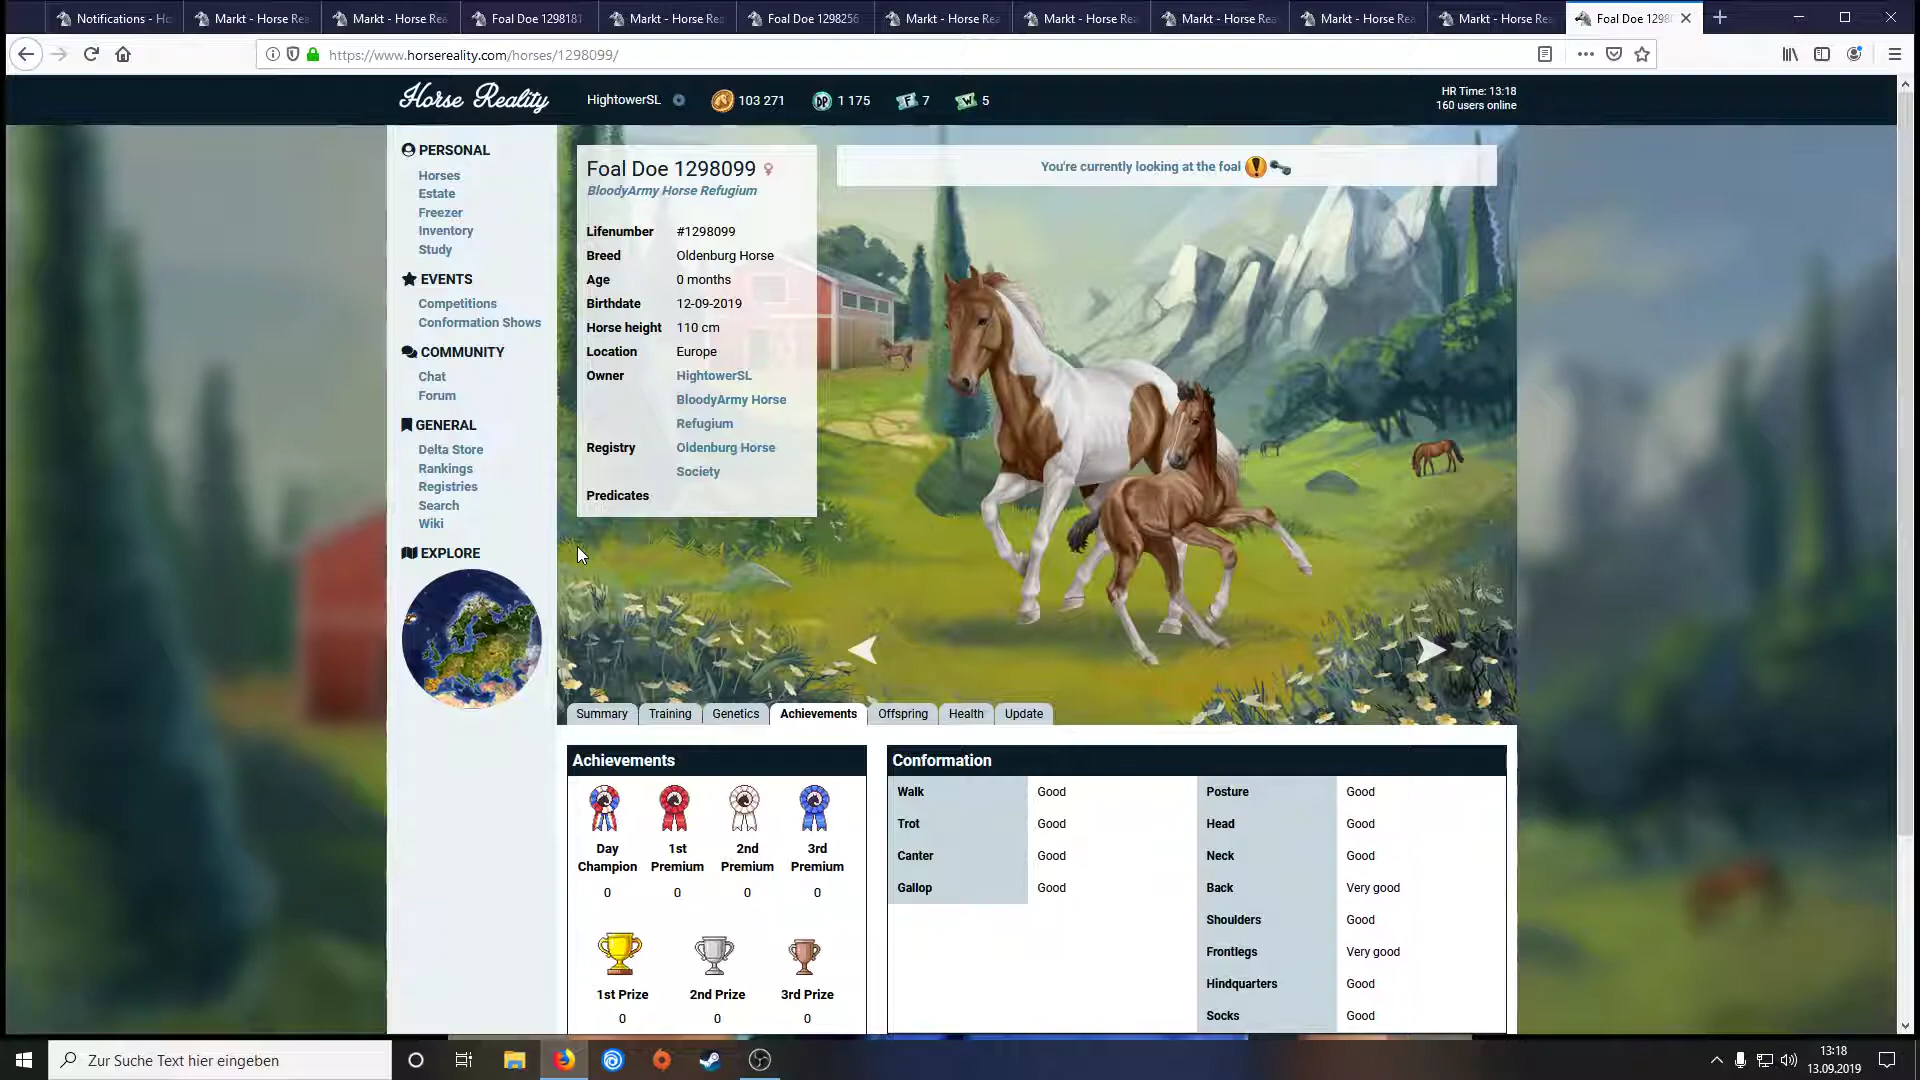 Notifications - Ho
Markt - Horse Rea
Markt - Horse Rea
Foal Doe 1298181
Markt - Horse Rea
Foal Doe 1298256
Markt - Horse Rea
Markt - Horse Rea
Markt - Horse Rea
Markt - Horse Rea
Markt - Horse Rea
Foal Doe 1298
https://www.horsereality.com/horses/1298099/
Horse Reality
HightowerSL
103 271
DP 1 175
F 7
W 5
HR Time: 13:18
160 users online
PERSONAL
Horses
Estate
Freezer
Inventory
Study
EVENTS
Competitions
Conformation Shows
COMMUNITY
Chat
Forum
GENERAL
Delta Store
Rankings
Registries
Search
Wiki
EXPLORE
Foal Doe 1298099 ♀
BloodyArmy Horse Refugium
Lifenumber #1298099
Breed Oldenburg Horse
Age 0 months
Birthdate 12-09-2019
Horse height 110 cm
Location Europe
Owner HightowerSL
BloodyArmy Horse
Refugium
Registry Oldenburg Horse
Society
Predicates
You're currently looking at the foal
Summary
Training
Genetics
Achievements
Offspring
Health
Update
Achievements
Day
Champion
0
1st
Premium
0
2nd
Premium
0
3rd
Premium
0
1st Prize
0
2nd Prize
0
3rd Prize
0
Conformation
Walk Good
Trot Good
Canter Good
Gallop Good
Posture Good
Head Good
Neck Good
Back Very good
Shoulders Good
Frontlegs Very good
Hindquarters Good
Socks Good
Zur Suche Text hier eingeben
13:18
13.09.2019